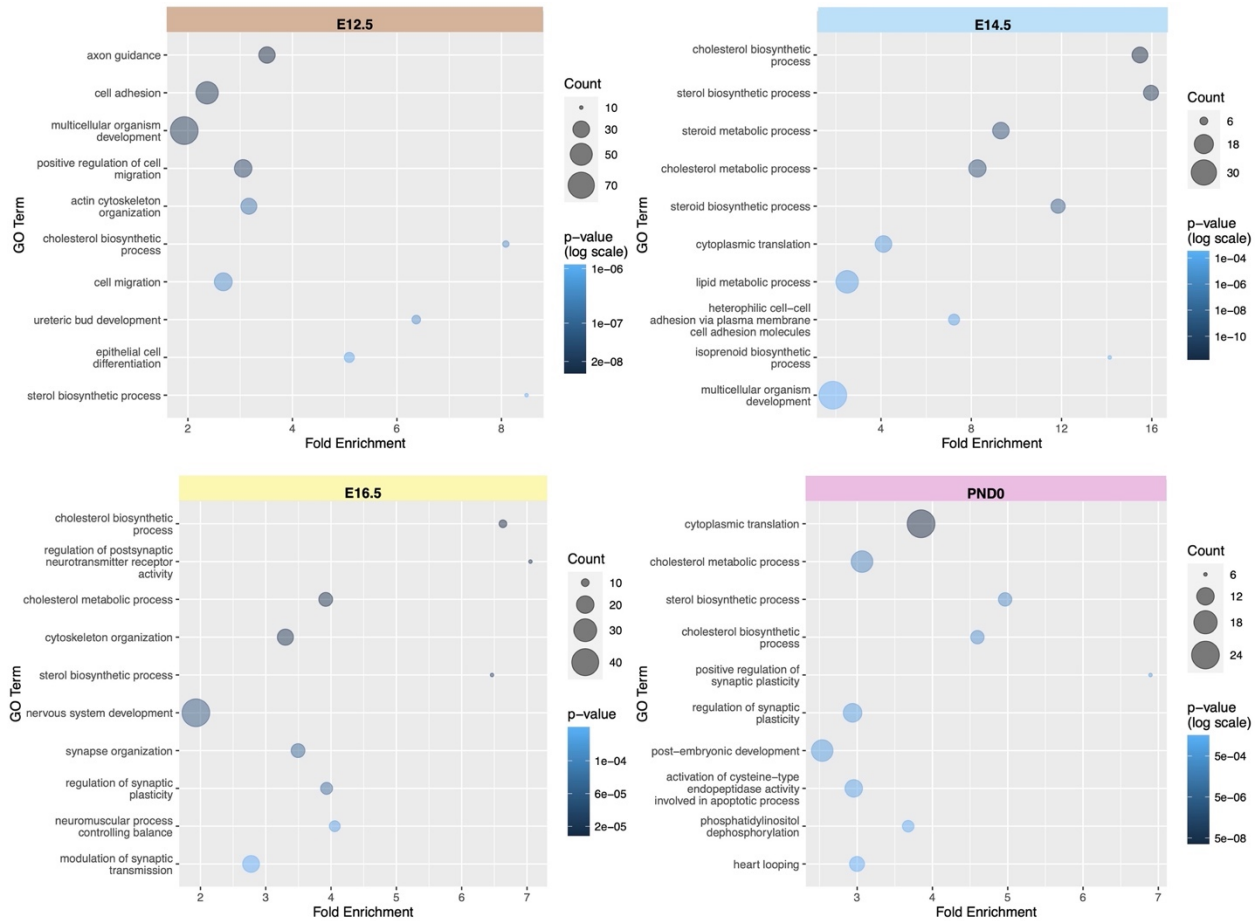 E12.5
axon guidance
cell adhesion
multicellular organism
development
positive regulation of cell
migration
actin cytoskeleton
organization
cholesterol biosynthetic
process
cell migration
ureteric bud development
epithelial cell
differentiation
sterol biosynthetic process
GO Term
2 4 6 8
Fold Enrichment
Count
10
30
50
70
p-value
(log scale)
1e-06
1e-07
2e-08
E14.5
cholesterol biosynthetic
process
sterol biosynthetic process
steroid metabolic process
cholesterol metabolic process
steroid biosynthetic process
cytoplasmic translation
lipid metabolic process
heterophilic cell-cell
adhesion via plasma membrane
cell adhesion molecules
isoprenoid biosynthetic
process
multicellular organism
development
GO Term
4 8 12 16
Fold Enrichment
Count
6
18
30
p-value
(log scale)
1e-04
1e-06
1e-08
1e-10
E16.5
cholesterol biosynthetic
process
regulation of postsynaptic
neurotransmitter receptor
activity
cholesterol metabolic process
cytoskeleton organization
sterol biosynthetic process
nervous system development
synapse organization
regulation of synaptic
plasticity
neuromuscular process
controlling balance
modulation of synaptic
transmission
GO Term
2 3 4 5 6 7
Fold Enrichment
Count
10
20
30
40
p-value
1e-04
6e-05
2e-05
PND0
cytoplasmic translation
cholesterol metabolic process
sterol biosynthetic process
cholesterol biosynthetic
process
positive regulation of
synaptic plasticity
regulation of synaptic
plasticity
post-embryonic development
activation of cysteine-type
endopeptidase activity
involved in apoptotic process
phosphatidylinositol
dephosphorylation
heart looping
GO Term
3 4 5 6 7
Fold Enrichment
Count
6
12
18
24
p-value
(log scale)
5e-04
5e-06
5e-08